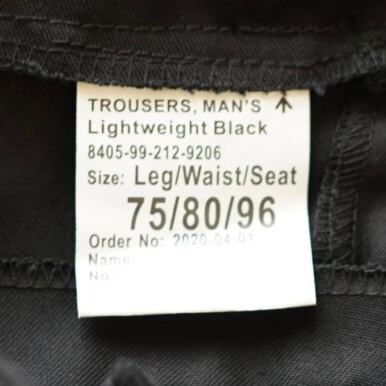 TROUSERS, MAN'S
Lightweight Black
8405-99-212-9206
Size: Leg/Waist/Seat
75/80/96
Order No: 2020-04-01
Name:
No: